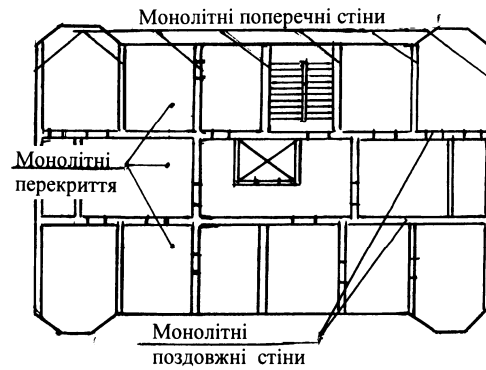 Монолітні поперечні стіни
Монолітні
перекриття
Монолітні
поздовжні стіни